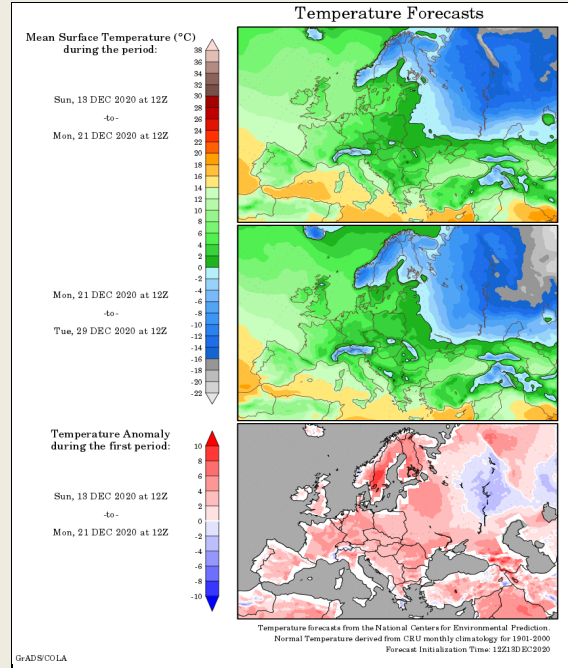 Temperature Forecasts
Mean Surface Temperature (°C)
during the period:
Sun, 13 DEC 2020 at 12Z
-to-
Mon, 21 DEC 2020 at 12Z
38
36
34
32
30
28
26
24
22
20
18
16
14
12
10
8
6
4
2
0
-2
-4
-6
-8
-10
-12
-14
-16
-18
-20
-22
Mon, 21 DEC 2020 at 12Z
-to-
Tue, 29 DEC 2020 at 12Z
Temperature Anomaly
during the first period:
Sun, 13 DEC 2020 at 12Z
-to-
Mon, 21 DEC 2020 at 12Z
10
8
6
4
2
0
-2
-4
-6
-8
-10
Temperature forecasts from the National Centers for Environmental Prediction.
Normal Temperature derived from CRU monthly climatology for 1901-2000
Forecast Initialization Time: 12Z13DEC2020
GrADS/COLA